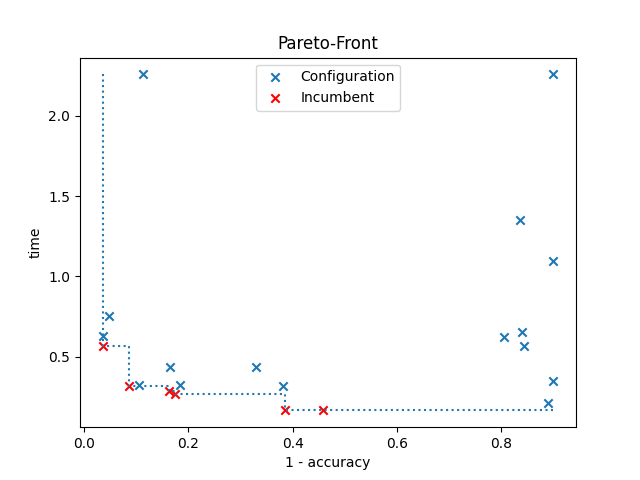 Pareto-Front
Configuration
Incumbent
2.0
1.5
1.0
0.5
time
0.0 0.2 0.4 0.6 0.8
1 - accuracy